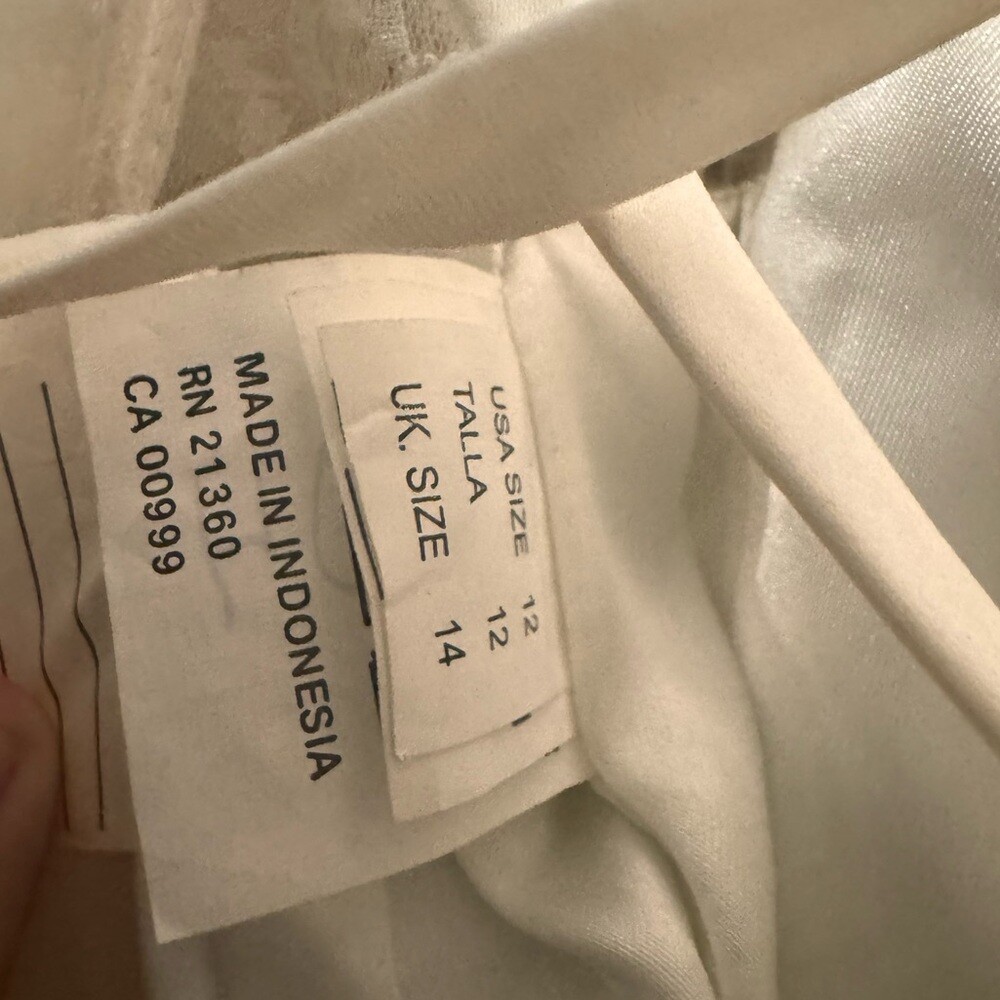 USA SIZE 12
TALLA 12
UK. SIZE 14
MADE IN INDONESIA
RN 21360
CA 00999